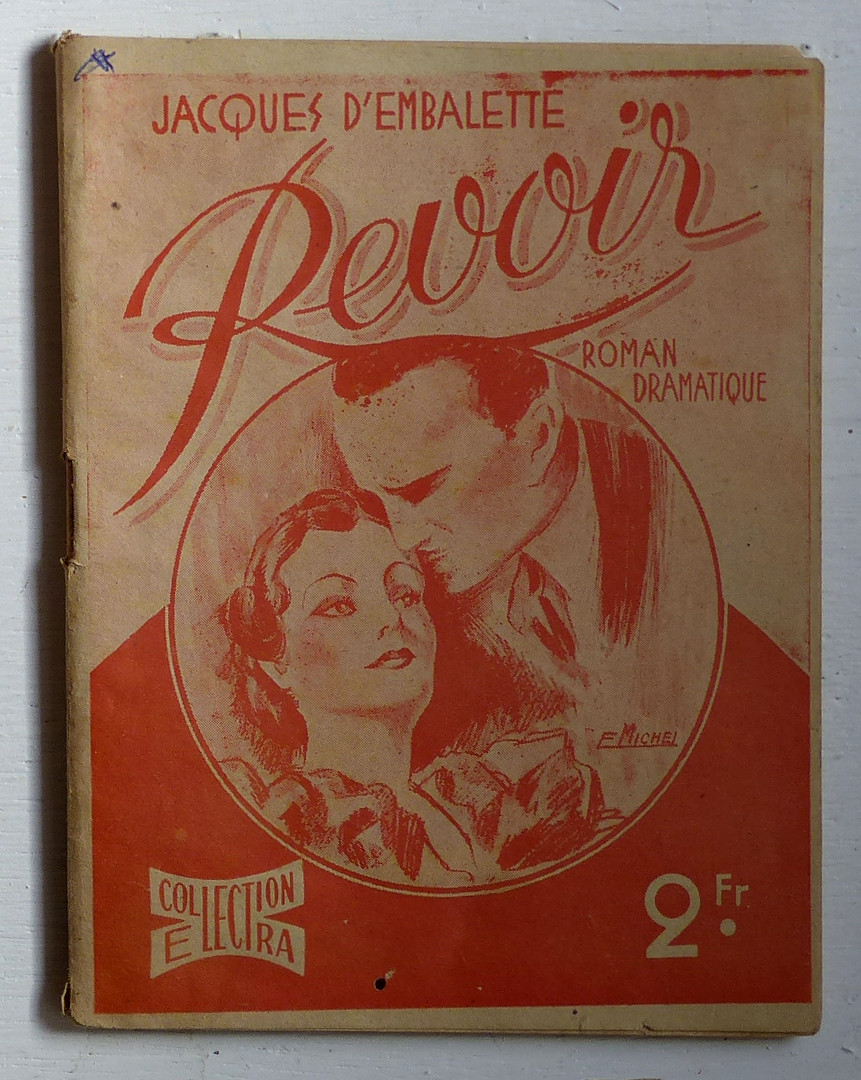 JACQUES D'EMBALETTE
Revoir
ROMAN
DRAMATIQUE
F. MICHEL
COLLECTION
ELECTRA
2 Fr.